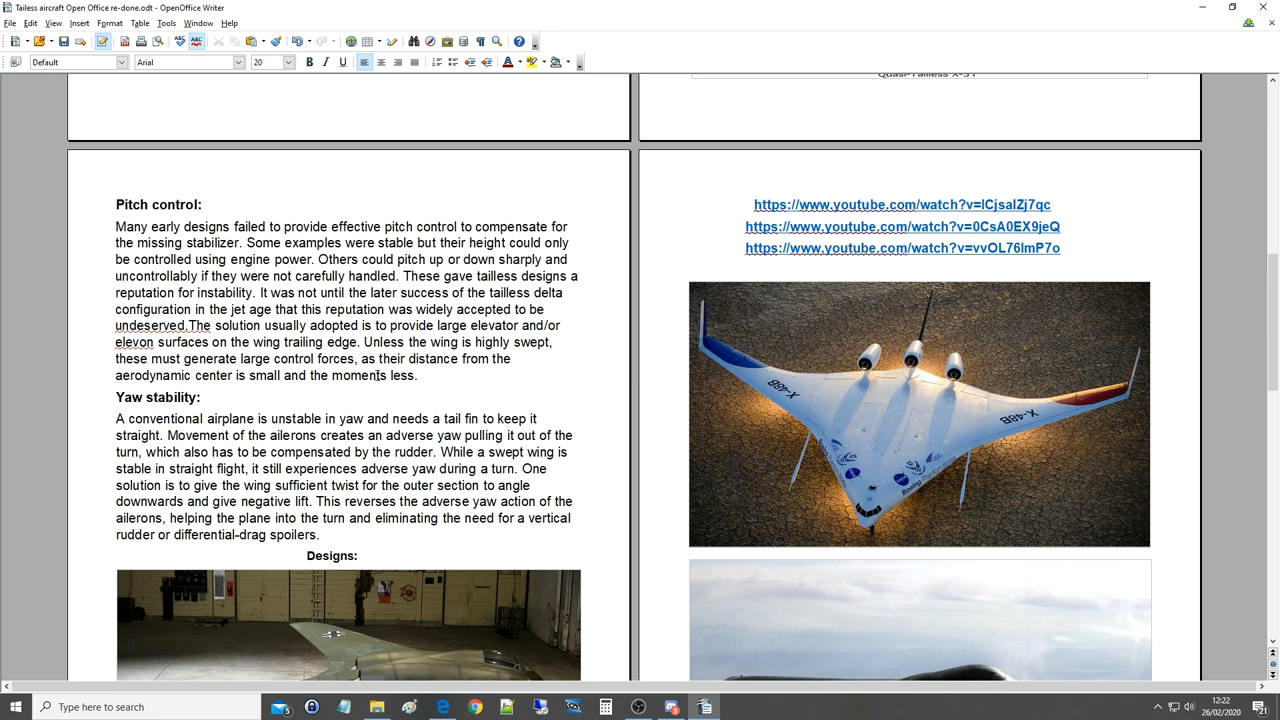 Tailess aircraft Open Office re-done.odt - OpenOffice Writer
File Edit View Insert Format Table Tools Window Help
Default Arial 20
Quasi-Tailless X-31
Pitch control:
Many early designs failed to provide effective pitch control to compensate for
the missing stabilizer. Some examples were stable but their height could only
be controlled using engine power. Others could pitch up or down sharply and
uncontrollably if they were not carefully handled. These gave tailless designs a
reputation for instability. It was not until the later success of the tailless delta
configuration in the jet age that this reputation was widely accepted to be
undeserved.The solution usually adopted is to provide large elevator and/or
elevon surfaces on the wing trailing edge. Unless the wing is highly swept,
these must generate large control forces, as their distance from the
aerodynamic center is small and the moments less.
Yaw stability:
A conventional airplane is unstable in yaw and needs a tail fin to keep it
straight. Movement of the ailerons creates an adverse yaw pulling it out of the
turn, which also has to be compensated by the rudder. While a swept wing is
stable in straight flight, it still experiences adverse yaw during a turn. One
solution is to give the wing sufficient twist for the outer section to angle
downwards and give negative lift. This reverses the adverse yaw action of the
ailerons, helping the plane into the turn and eliminating the need for a vertical
rudder or differential-drag spoilers.
Designs:
https://www.youtube.com/watch?v=lCjsalZj7qc
https://www.youtube.com/watch?v=0CsA0EX9jeQ
https://www.youtube.com/watch?v=vvOL76lmP7o
X-48B
X-48B
NASA
Boeing
Type here to search
5
3
12:22
26/02/2020
21